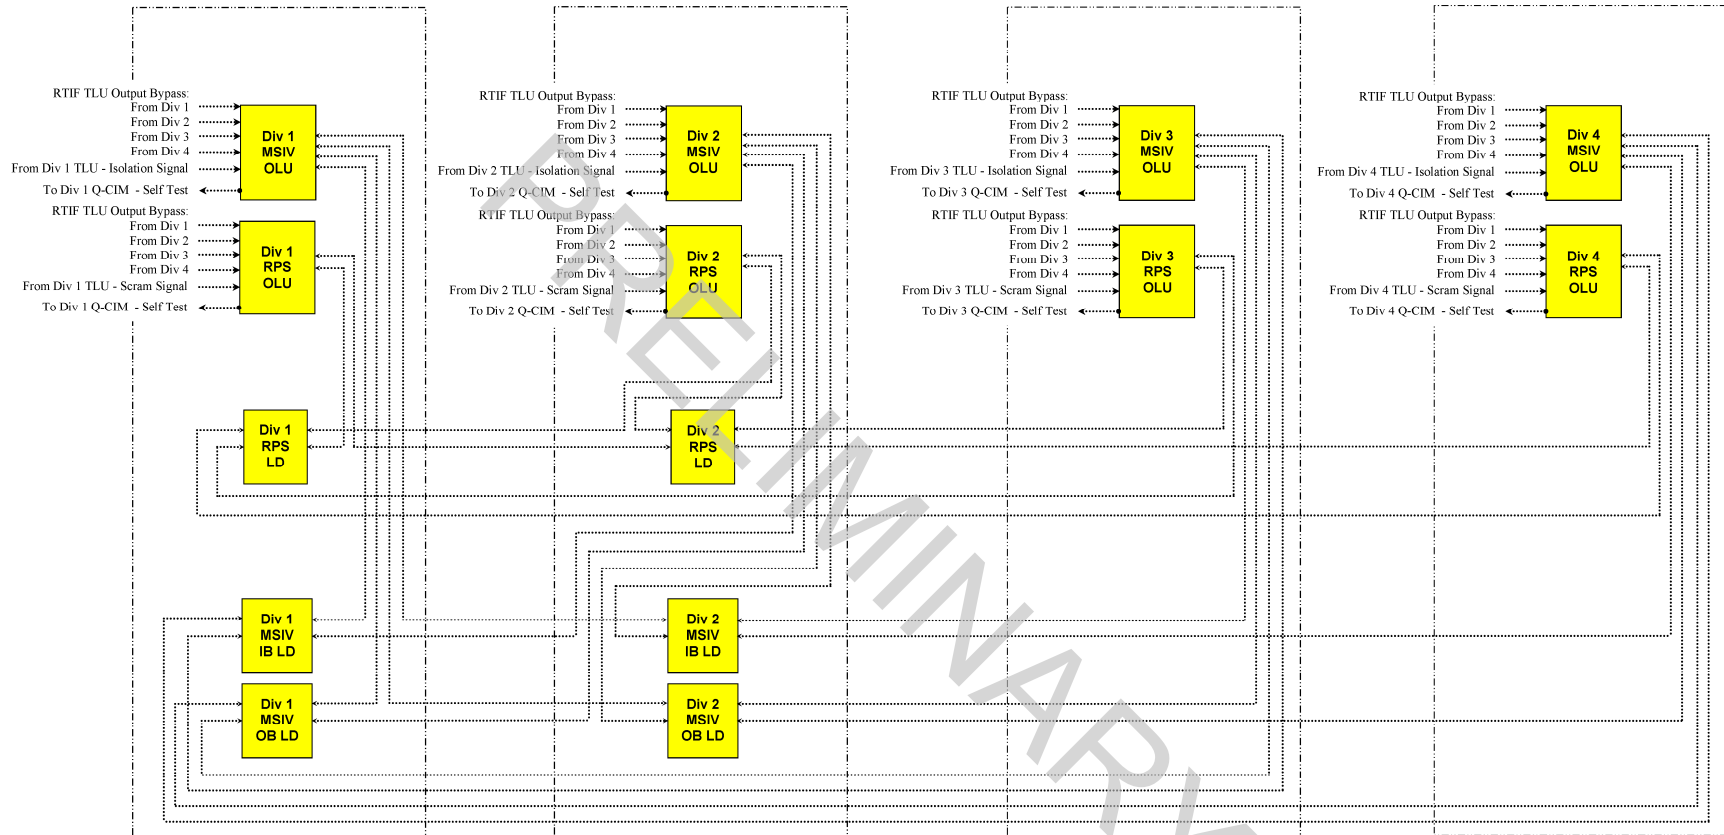 RTIF TLU Output Bypass:
From Div 1
From Div 2
From Div 3
From Div 4
From Div 1 TLU - Isolation Signal
To Div 1 Q-CIM - Self Test
Div 1
MSIV
OLU
RTIF TLU Output Bypass:
From Div 1
From Div 2
From Div 3
From Div 4
From Div 1 TLU - Scram Signal
To Div 1 Q-CIM - Self Test
Div 1
RPS
OLU
RTIF TLU Output Bypass:
From Div 1
From Div 2
From Div 3
From Div 4
From Div 2 TLU - Isolation Signal
To Div 2 Q-CIM - Self Test
Div 2
MSIV
OLU
RTIF TLU Output Bypass:
From Div 1
From Div 2
From Div 3
From Div 4
From Div 2 TLU - Scram Signal
To Div 2 Q-CIM - Self Test
Div 2
RPS
OLU
RTIF TLU Output Bypass:
From Div 1
From Div 2
From Div 3
From Div 4
From Div 3 TLU - Isolation Signal
To Div 3 Q-CIM - Self Test
Div 3
MSIV
OLU
RTIF TLU Output Bypass:
From Div 1
From Div 2
From Div 3
From Div 4
From Div 3 TLU - Scram Signal
To Div 3 Q-CIM - Self Test
Div 3
RPS
OLU
RTIF TLU Output Bypass:
From Div 1
From Div 2
From Div 3
From Div 4
From Div 4 TLU - Isolation Signal
To Div 4 Q-CIM - Self Test
Div 4
MSIV
OLU
RTIF TLU Output Bypass:
From Div 1
From Div 2
From Div 3
From Div 4
From Div 4 TLU - Scram Signal
To Div 4 Q-CIM - Self Test
Div 4
RPS
OLU
Div 1
RPS
LD
Div 2
RPS
LD
Div 1
MSIV
IB LD
Div 2
MSIV
IB LD
Div 1
MSIV
OB LD
Div 2
MSIV
OB LD
PRELIMINARY